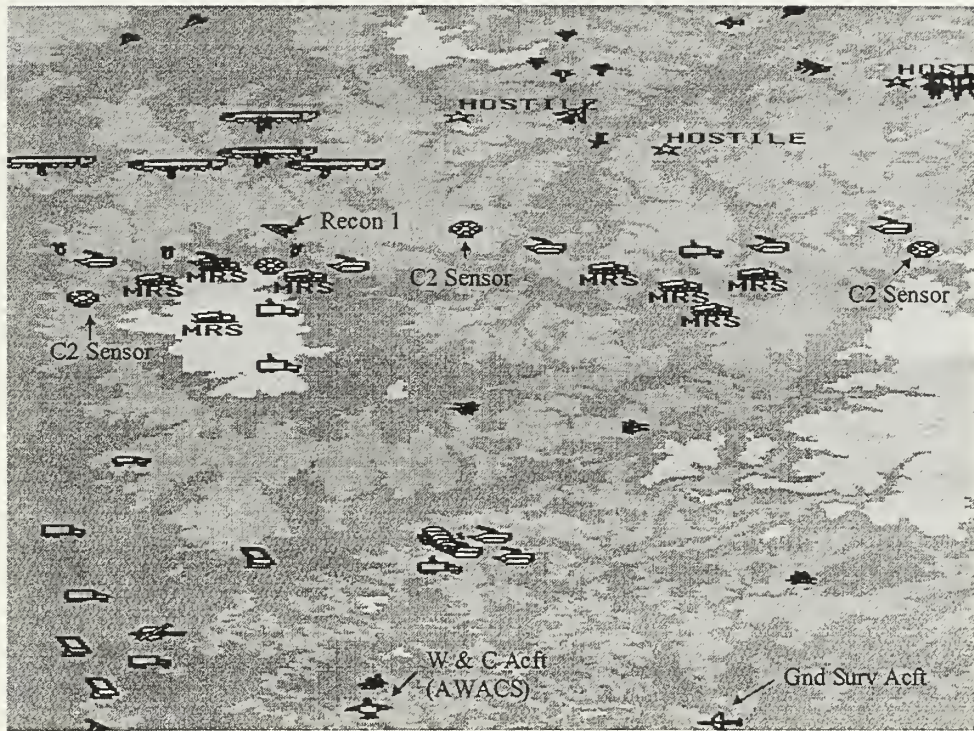 HOSTILE
HOST
HOSTILE
Recon 1
C2 Sensor
C2 Sensor
MRS
MRS
MRS
MRS
MRS
MRS
MRS
MRS
C2 Sensor
W & C Acft
(AWACS)
Gnd Surv Acft